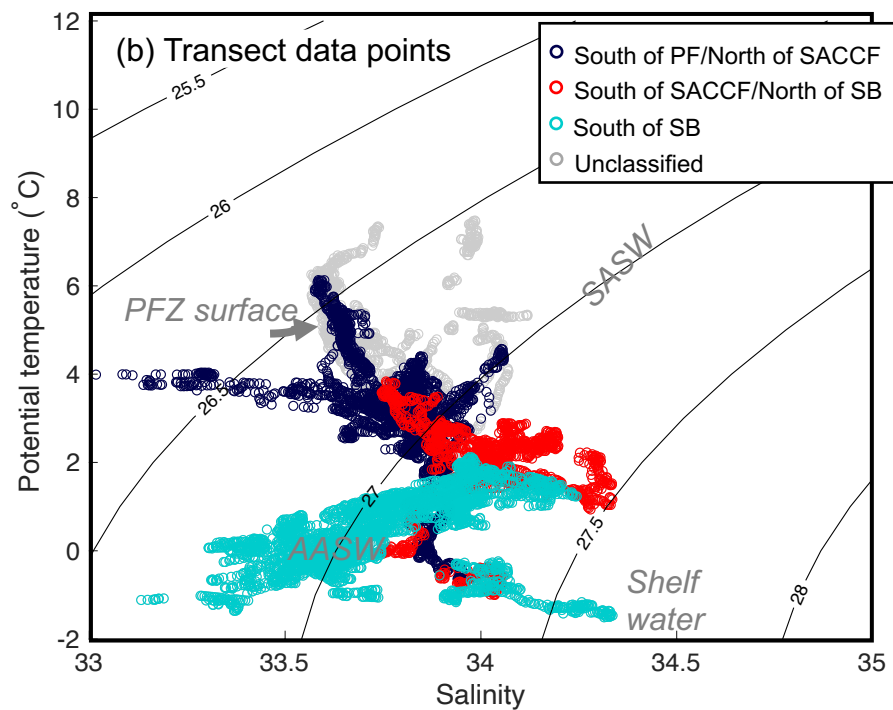 (b) Transect data points
South of PF/North of SACCF
South of SACCF/North of SB
South of SB
Unclassified
12
10
8
6
4
2
0
-2
Potential temperature (˚C)
25.5
26
26.5
27
27.5
28
SASW
PFZ surface
AASW
Shelf
water
33
33.5
34
34.5
35
Salinity